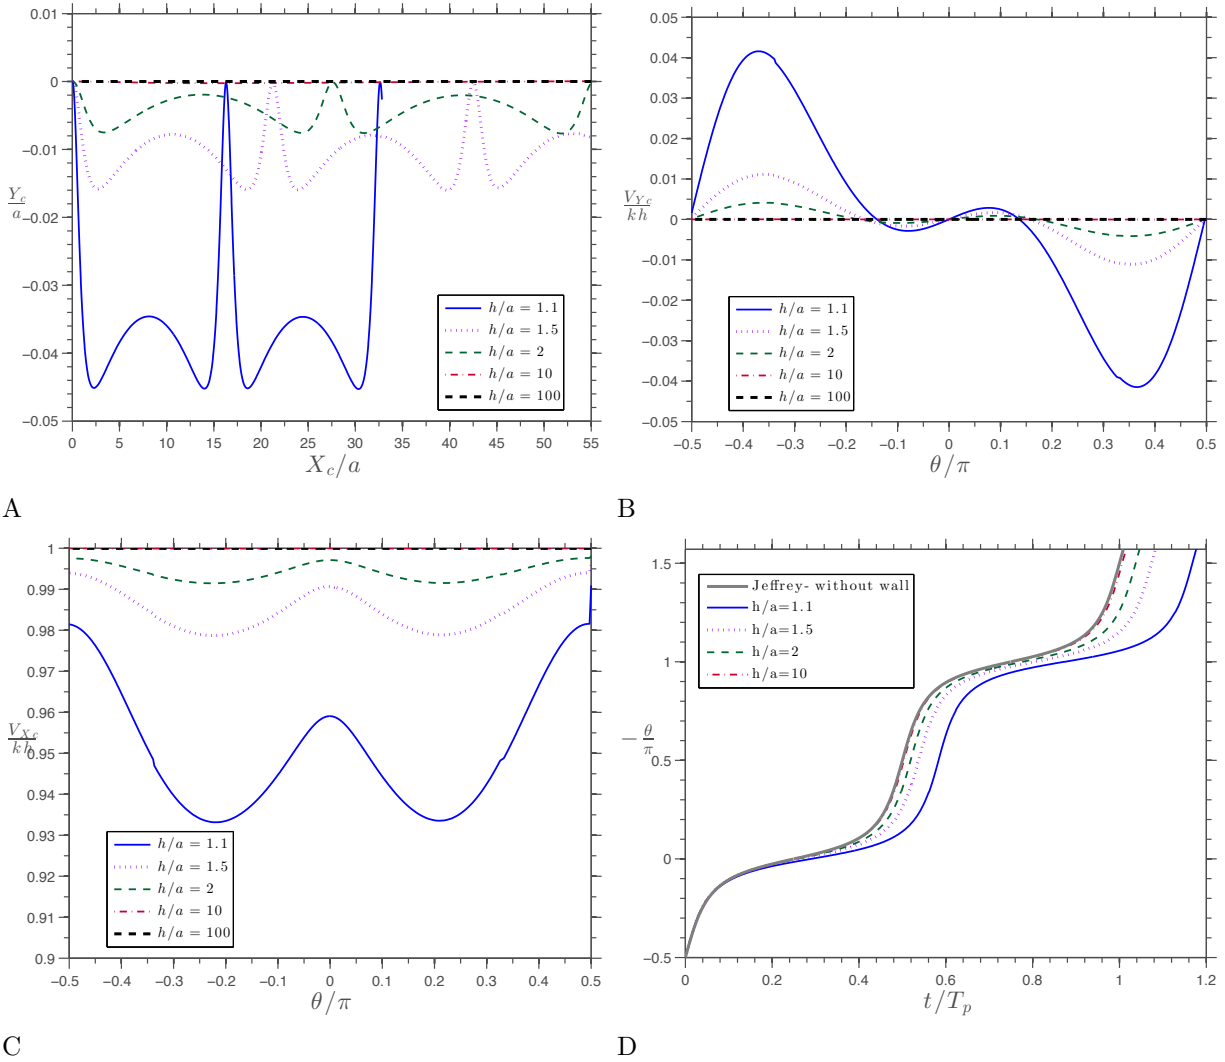 0.01
0
−0.01
−0.02
−0.03
−0.04
−0.05
Y_c/a
h/a = 1.1
h/a = 1.5
h/a = 2
h/a = 10
h/a = 100
0 5 10 15 20 25 30 35 40 45 50 55
X_c/a
A
0.05
0.04
0.03
0.02
0.01
0
−0.01
−0.02
−0.03
−0.04
−0.05
V_{Y_c}/kh
h/a = 1.1
h/a = 1.5
h/a = 2
h/a = 10
h/a = 100
−0.5 −0.4 −0.3 −0.2 −0.1 0 0.1 0.2 0.3 0.4 0.5
θ/π
B
1
0.99
0.98
0.97
0.96
0.95
0.94
0.93
0.92
0.91
0.9
V_{X_c}/kh
h/a = 1.1
h/a = 1.5
h/a = 2
h/a = 10
h/a = 100
−0.5 −0.4 −0.3 −0.2 −0.1 0 0.1 0.2 0.3 0.4 0.5
θ/π
C
1.5
1
0.5
0
−0.5
−θ/π
Jeffrey- without wall
h/a=1.1
h/a=1.5
h/a=2
h/a=10
0 0.2 0.4 0.6 0.8 1 1.2
t/T_p
D